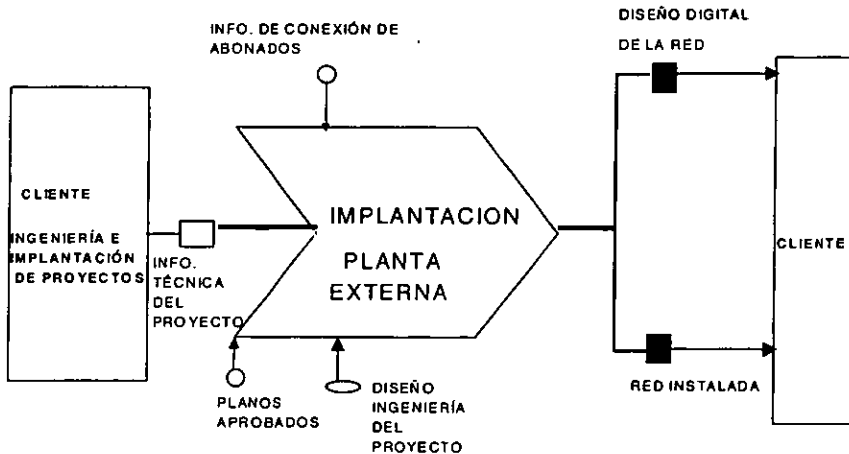 INFO. DE CONEXIÓN DE
ABONADOS
DISEÑO DIGITAL
DE LA RED
CLIENTE
INGENIERÍA E
IMPLANTACIÓN
DE PROYECTOS
INFO.
TÉCNICA
DEL
PROYECTO
IMPLANTACION
PLANTA
EXTERNA
CLIENTE
PLANOS
APROBADOS
DISEÑO
INGENIERÍA
DEL
PROYECTO
RED INSTALADA